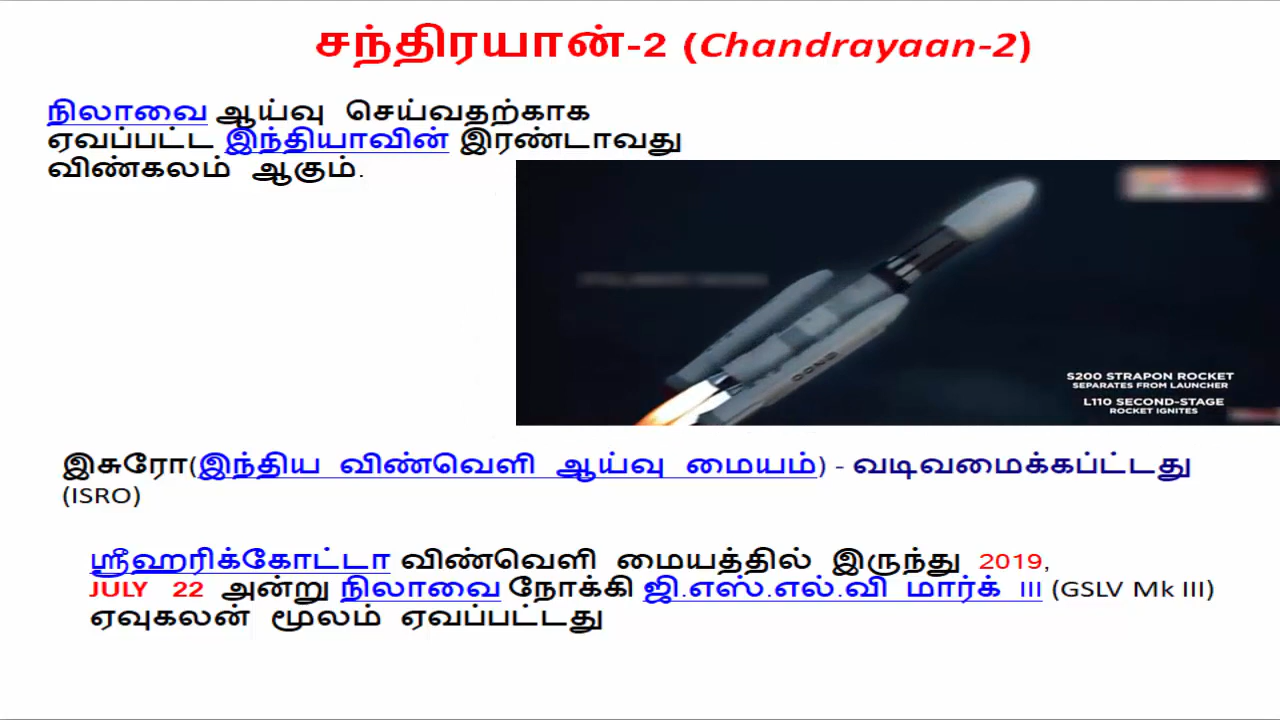 சந்திரயான்-2 (Chandrayaan-2)
நிலாவை ஆய்வு செய்வதற்காக
ஏவப்பட்ட இந்தியாவின் இரண்டாவது
விண்கலம் ஆகும்.
S200 STRAPON ROCKET
SEPARATES FROM LAUNCHER
L110 SECOND-STAGE
ROCKET IGNITES
இசுரோ(இந்திய விண்வெளி ஆய்வு மையம்) - வடிவமைக்கப்ட்டது
(ISRO)
ஸ்ரீஹரிக்கோட்டா விண்வெளி மையத்தில் இருந்து 2019,
JULY 22 அன்று நிலாவை நோக்கி ஜி.எஸ்.எல்.வி மார்க் III (GSLV Mk III)
ஏவுகலன் மூலம் ஏவப்பட்டது